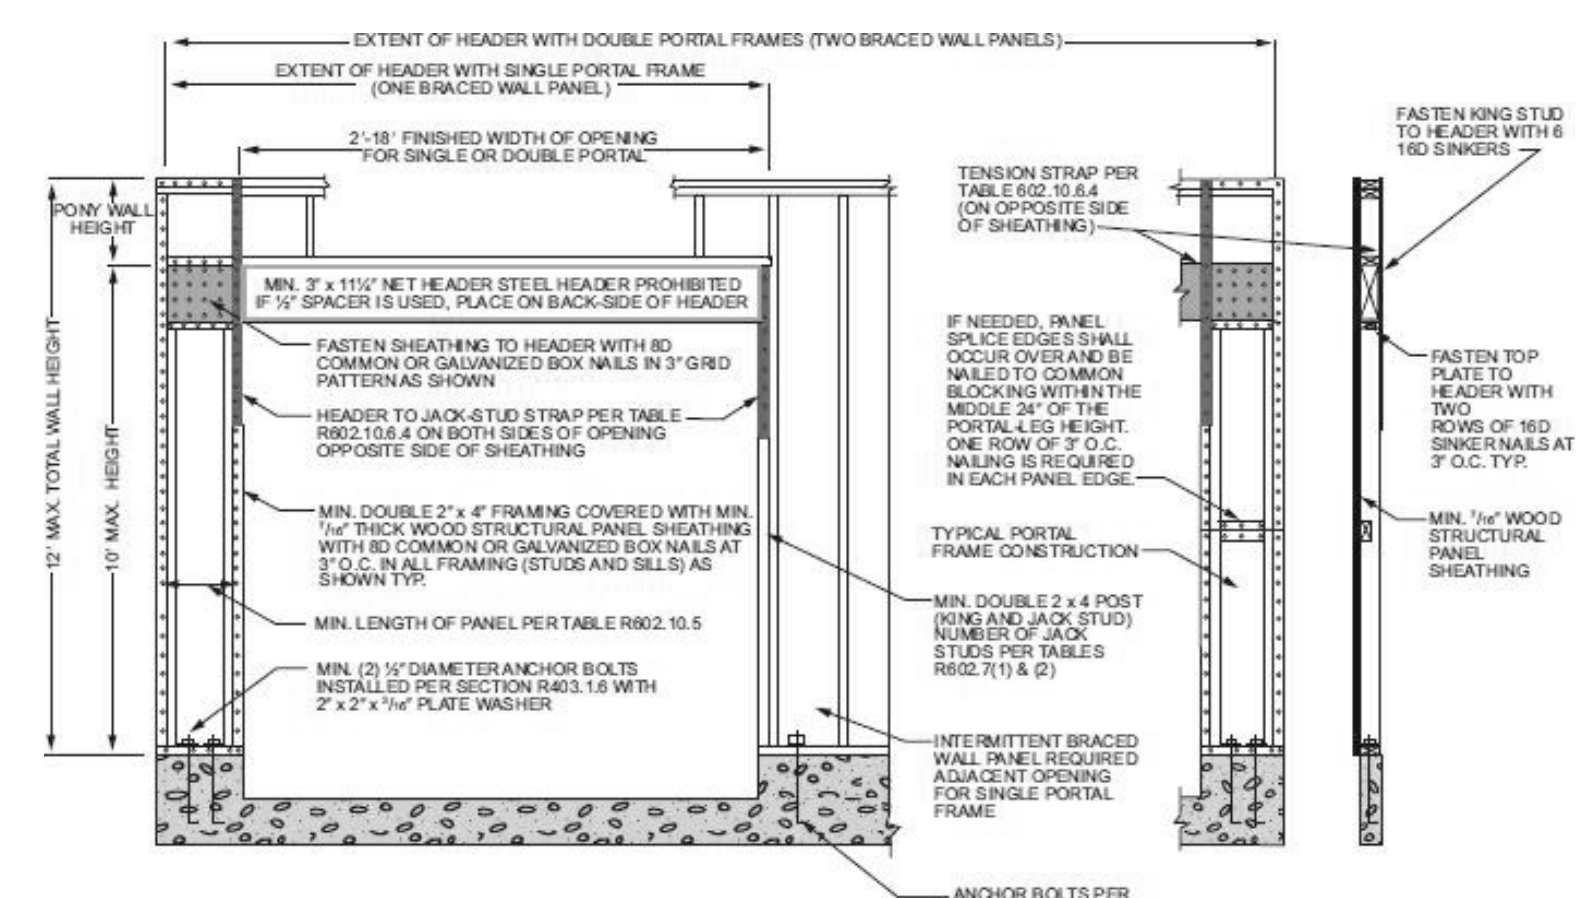 EXTENT OF HEADER WITH DOUBLE PORTAL FRAMES (TWO BRACED WALL PANELS)
EXTENT OF HEADER WITH SINGLE PORTAL FRAME
(ONE BRACED WALL PANEL)
2'-18' FINISHED WIDTH OF OPENING
FOR SINGLE OR DOUBLE PORTAL
PONY WALL
HEIGHT
12' MAX. TOTAL WALL HEIGHT
10' MAX. HEIGHT
MIN. 3" x 11¼" NET HEADER STEEL HEADER PROHIBITED
IF ½" SPACER IS USED, PLACE ON BACK-SIDE OF HEADER
FASTEN SHEATHING TO HEADER WITH 8D
COMMON OR GALVANIZED BOX NAILS IN 3" GRID
PATTERN AS SHOWN
HEADER TO JACK-STUD STRAP PER TABLE
R602.10.6.4 ON BOTH SIDES OF OPENING
OPPOSITE SIDE OF SHEATHING
MIN. DOUBLE 2" x 4" FRAMING COVERED WITH MIN.
7/16" THICK WOOD STRUCTURAL PANEL SHEATHING
WITH 8D COMMON OR GALVANIZED BOX NAILS AT
3" O.C. IN ALL FRAMING (STUDS AND SILLS) AS
SHOWN TYP.
MIN. LENGTH OF PANEL PER TABLE R602.10.5
MIN. (2) ½" DIAMETER ANCHOR BOLTS
INSTALLED PER SECTION R403.1.6 WITH
2" x 2" x 3/16" PLATE WASHER
TENSION STRAP PER
TABLE 602.10.6.4
(ON OPPOSITE SIDE
OF SHEATHING)
IF NEEDED, PANEL
SPLICE EDGES SHALL
OCCUR OVER AND BE
NAILED TO COMMON
BLOCKING WITHIN THE
MIDDLE 24" OF THE
PORTAL-LEG HEIGHT.
ONE ROW OF 3" O.C.
NAILING IS REQUIRED
IN EACH PANEL EDGE.
TYPICAL PORTAL
FRAME CONSTRUCTION
MIN. DOUBLE 2 x 4 POST
(KING AND JACK STUD)
NUMBER OF JACK
STUDS PER TABLES
R602.7(1) & (2)
INTERMITTENT BRACED
WALL PANEL REQUIRED
ADJACENT OPENING
FOR SINGLE PORTAL
FRAME
ANCHOR BOLTS PER
FASTEN KING STUD
TO HEADER WITH 6
16D SINKERS
FASTEN TOP
PLATE TO
HEADER WITH
TWO
ROWS OF 16D
SINKER NAILS AT
3" O.C. TYP.
MIN. 7/16" WOOD
STRUCTURAL
PANEL
SHEATHING